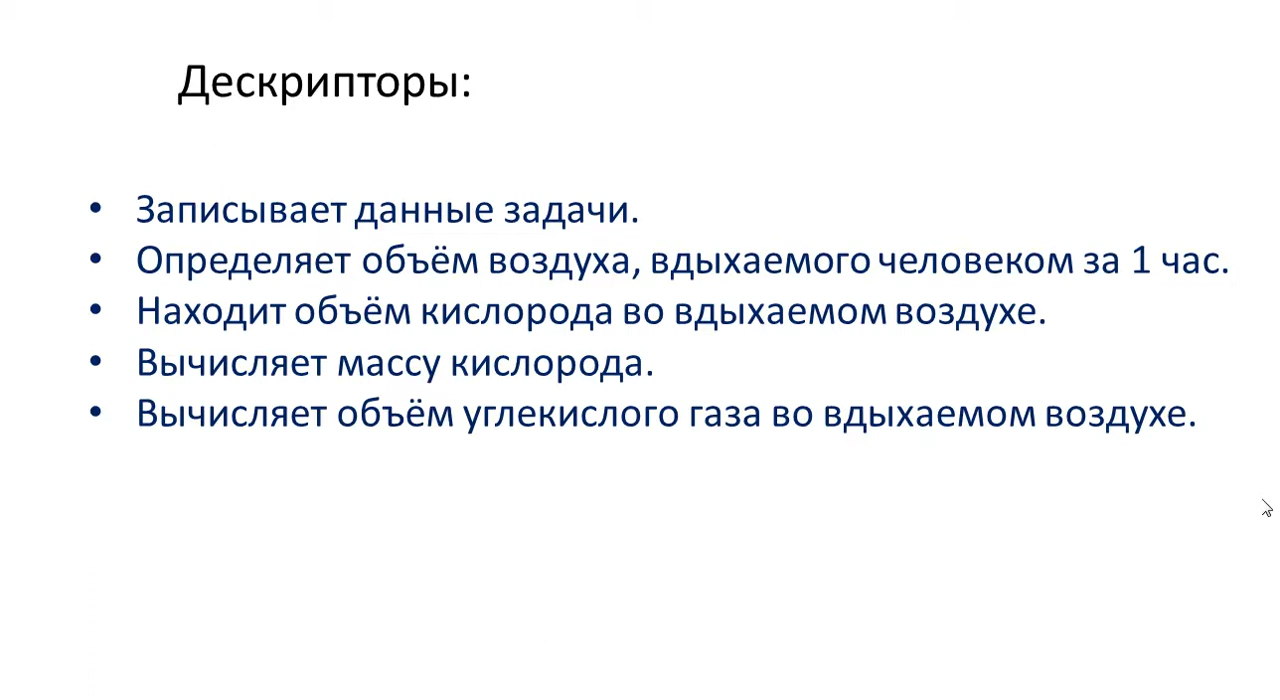 Дескрипторы:
• Записывает данные задачи.
• Определяет объём воздуха, вдыхаемого человеком за 1 час.
• Находит объём кислорода во вдыхаемом воздухе.
• Вычисляет массу кислорода.
• Вычисляет объём углекислого газа во вдыхаемом воздухе.